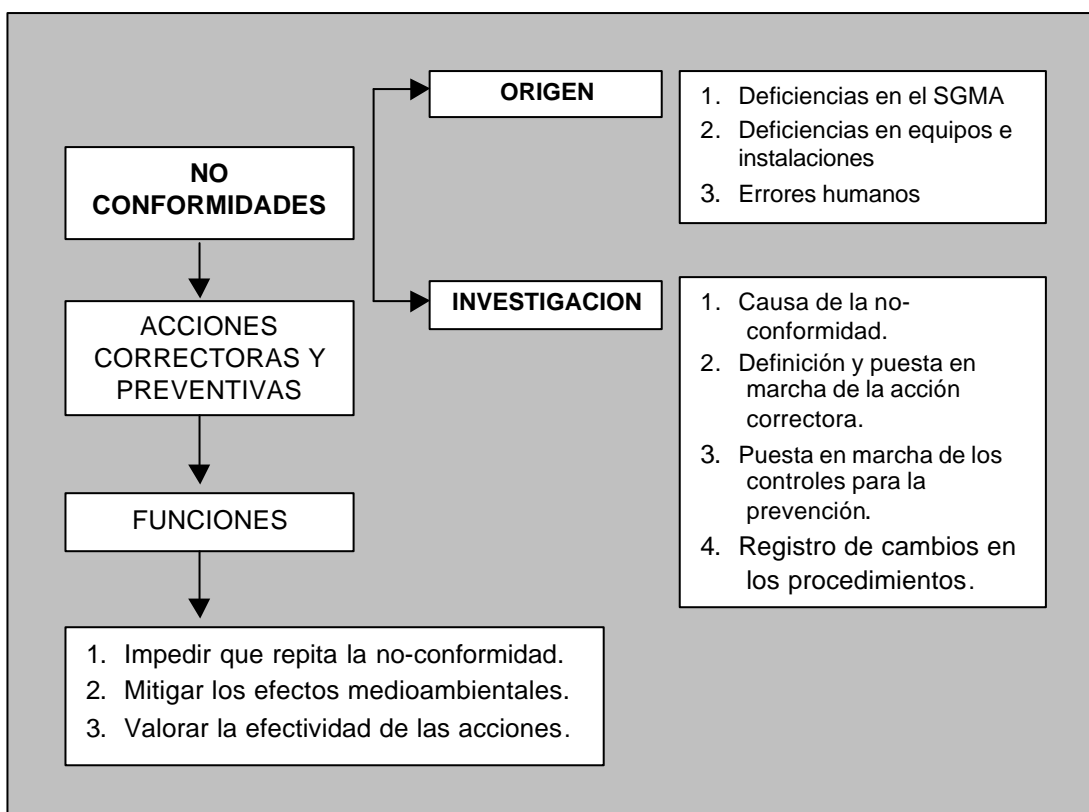 NO
CONFORMIDADES
ACCIONES
CORRECTORAS Y
PREVENTIVAS
FUNCIONES
1. Impedir que repita la no-conformidad.
2. Mitigar los efectos medioambientales.
3. Valorar la efectividad de las acciones.
ORIGEN
1. Deficiencias en el SGMA
2. Deficiencias en equipos e
instalaciones
3. Errores humanos
INVESTIGACION
1. Causa de la no-
conformidad.
2. Definición y puesta en
marcha de la acción
correctora.
3. Puesta en marcha de los
controles para la
prevención.
4. Registro de cambios en
los procedimientos.